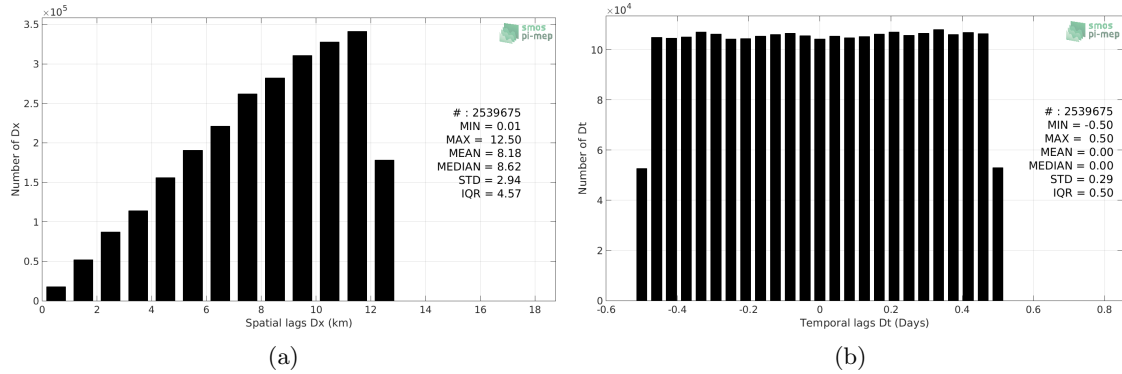 ×10^5
3.5
3
2.5
2
1.5
1
0.5
0
Number of Dx
0 2 4 6 8 10 12 14 16 18
Spatial lags Dx (km)
smos
pi-mep
# : 2539675
MIN = 0.01
MAX = 12.50
MEAN = 8.18
MEDIAN = 8.62
STD = 2.94
IQR = 4.57
(a)
×10^4
10
8
6
4
2
0
Number of Dt
-0.6 -0.4 -0.2 0 0.2 0.4 0.6 0.8
Temporal lags Dt (Days)
smos
pi-mep
# : 2539675
MIN = -0.50
MAX = 0.50
MEAN = 0.00
MEDIAN = 0.00
STD = 0.29
IQR = 0.50
(b)